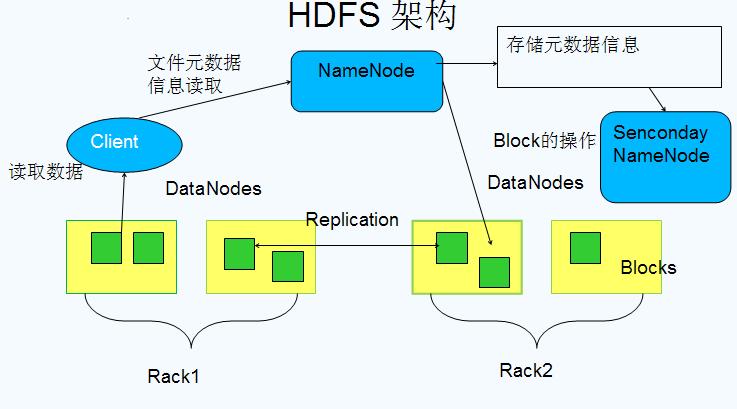 HDFS 架构
文件元数据
信息读取
NameNode
存储元数据信息
Client
Block的操作
Senconday
NameNode
读取数据
DataNodes
DataNodes
Replication
Blocks
Rack1
Rack2